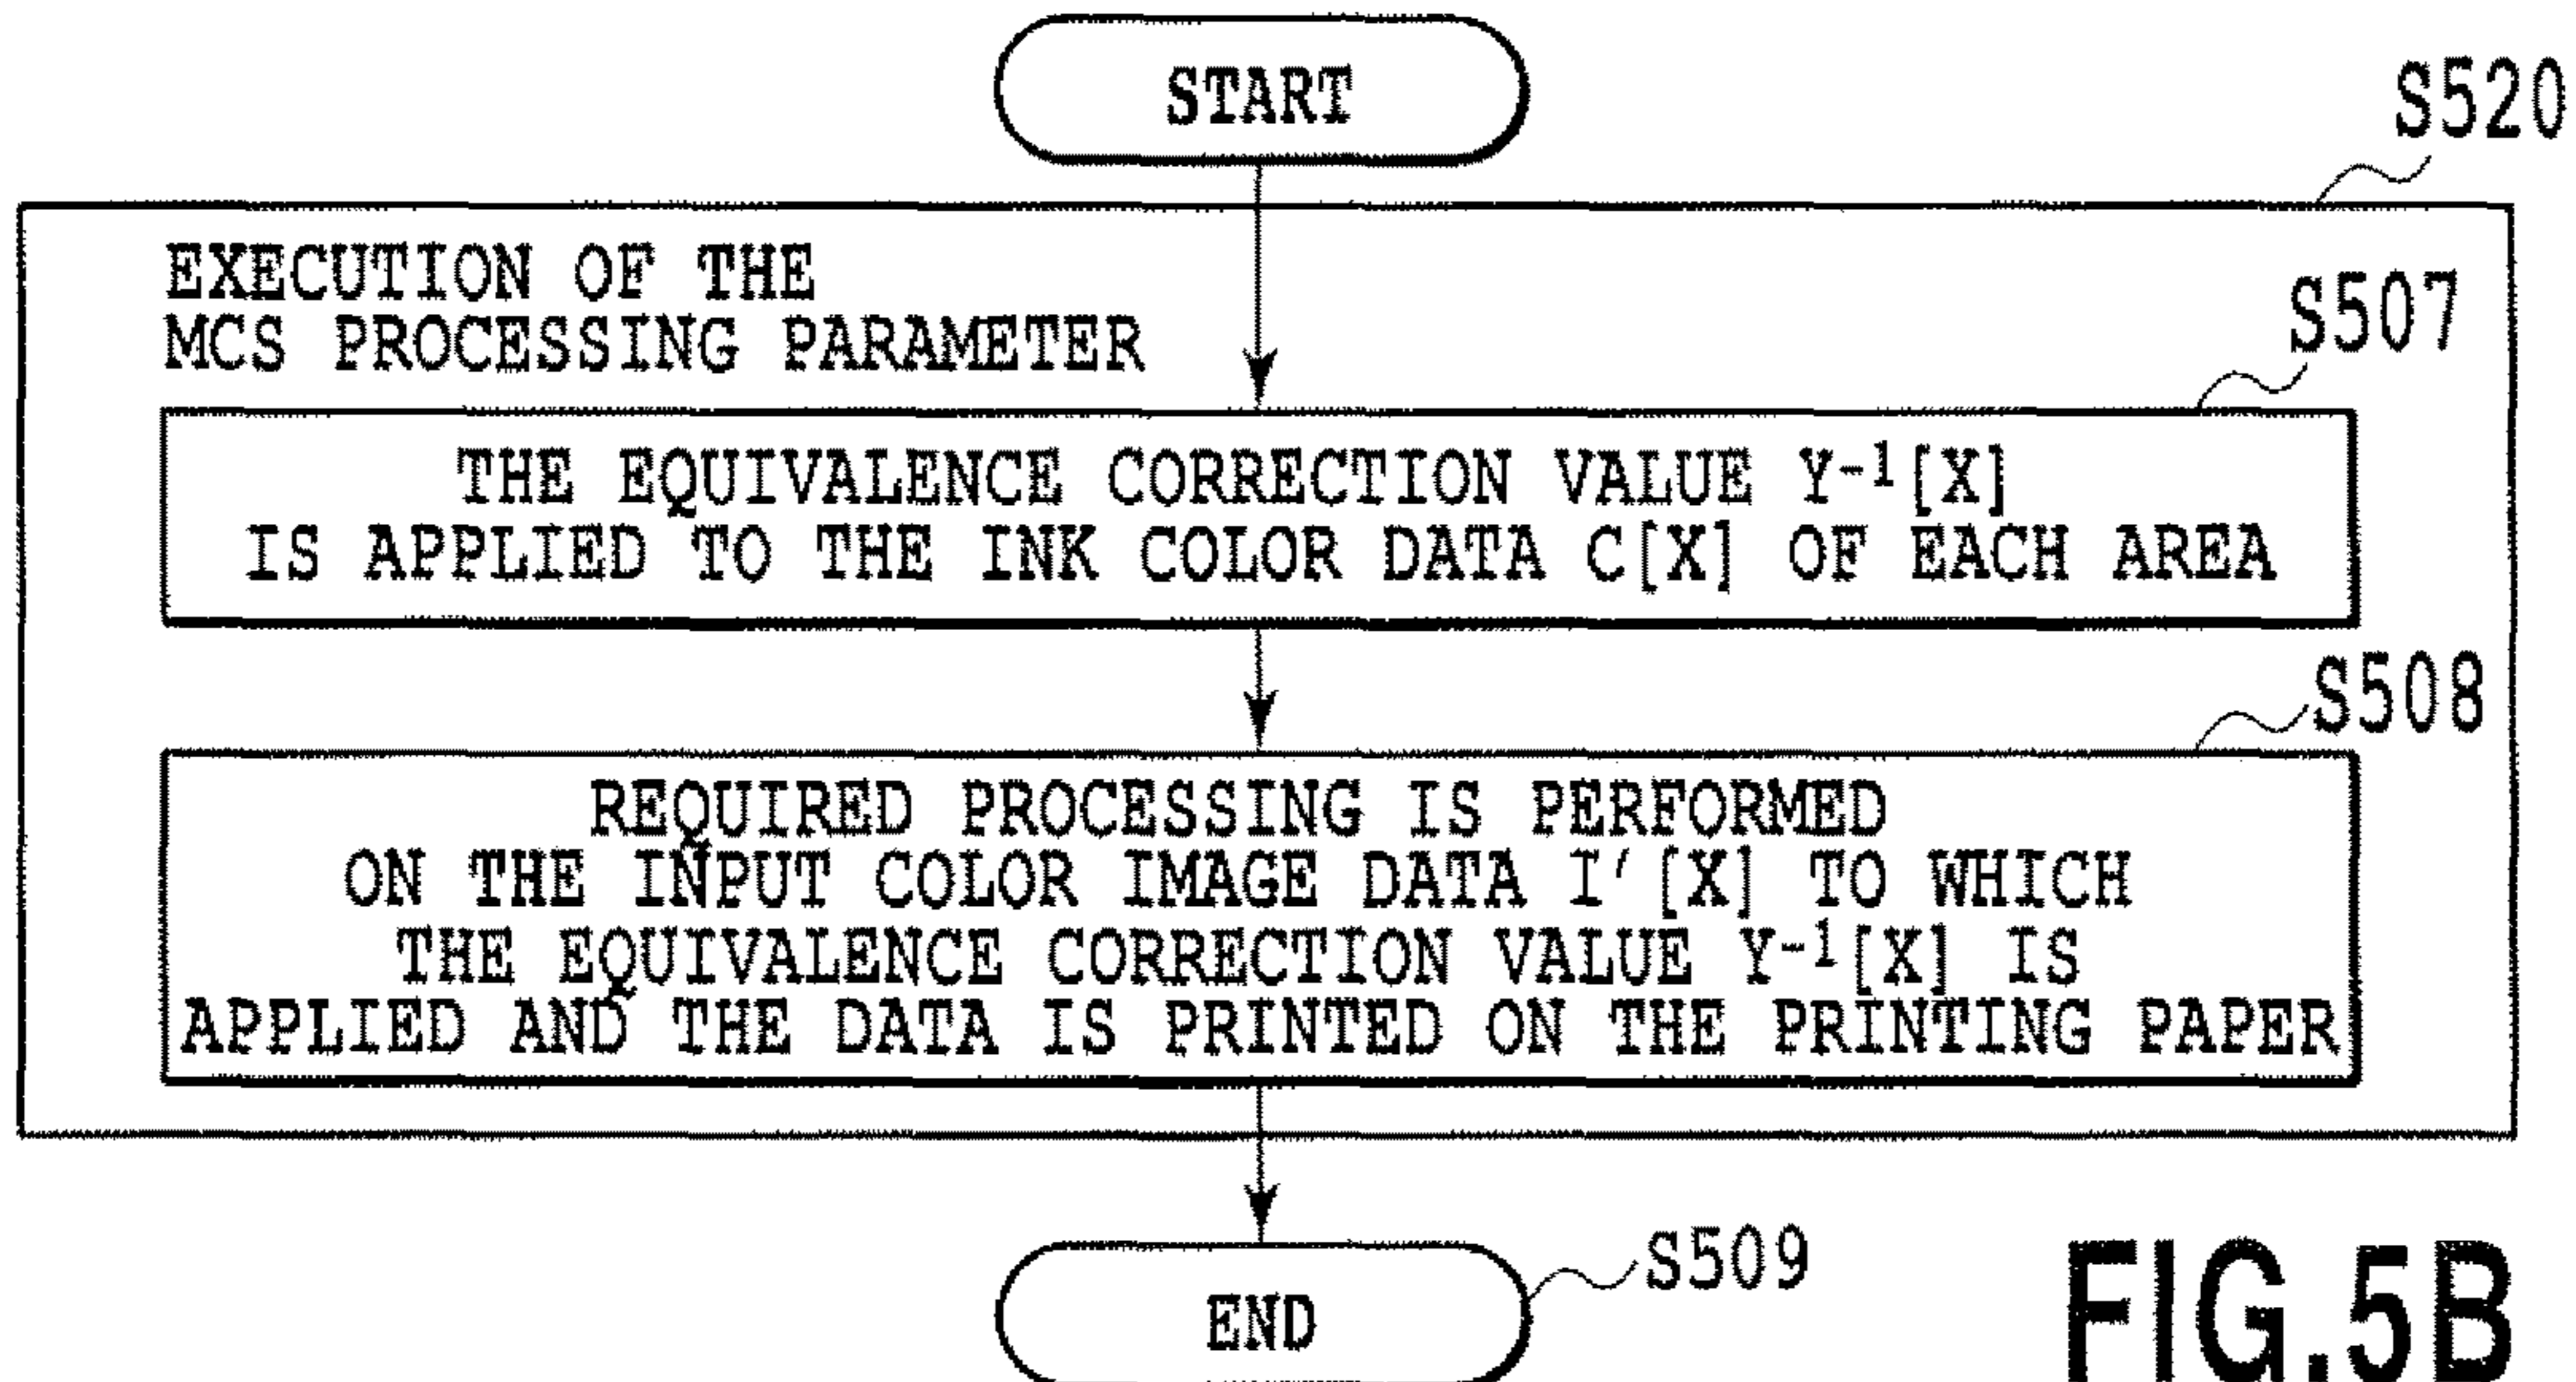 START
S520
EXECUTION OF THE
MCS PROCESSING PARAMETER
S507
THE EQUIVALENCE CORRECTION VALUE Y⁻¹[X]
IS APPLIED TO THE INK COLOR DATA C[X] OF EACH AREA
S508
REQUIRED PROCESSING IS PERFORMED
ON THE INPUT COLOR IMAGE DATA I'[X] TO WHICH
THE EQUIVALENCE CORRECTION VALUE Y⁻¹[X] IS
APPLIED AND THE DATA IS PRINTED ON THE PRINTING PAPER
S509
END
FIG.5B